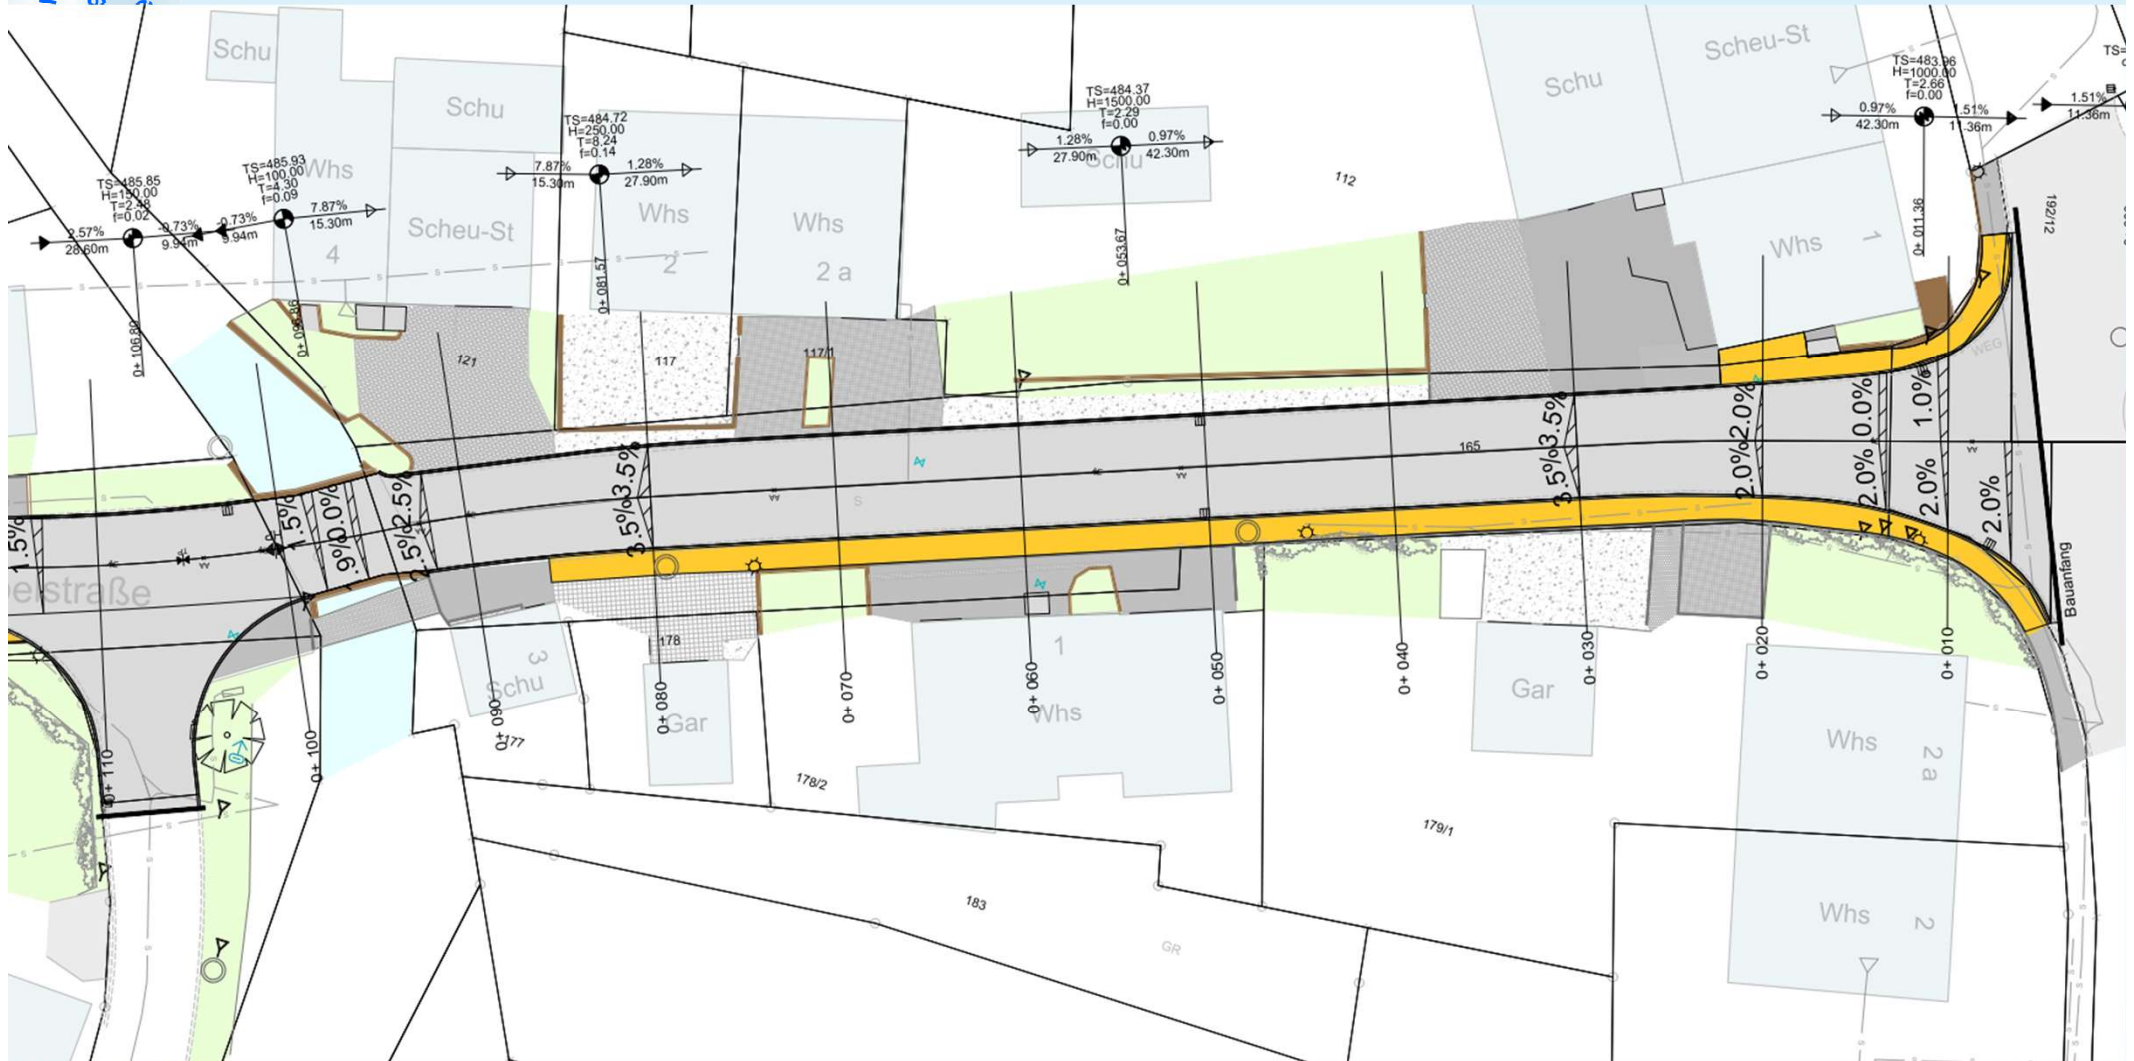 Schu
Schu
Whs
4
Scheu-St
Whs
2
Whs
2 a
Schu
112
Schu
Scheu-St
Whs
1
192/12
TS=485.85
H=150.00
T=2.48
f=0.02
2.57%
28.60m
-0.73%
9.94m
0+ 106.80
TS=485.93
H=100.00
T=4.30
f=0.09
-0.73%
9.94m
7.87%
15.30m
TS=484.72
H=250.00
T=8.24
f=0.14
7.87%
15.30m
1.28%
27.90m
0+ 081.57
TS=484.37
H=1500.00
T=2.29
f=0.00
1.28%
27.90m
0.97%
42.30m
0+ 053.67
TS=483.96
H=1000.00
T=2.66
f=0.00
0.97%
42.30m
1.51%
11.36m
0+ 011.36
1.51%
11.36m
TS=
121
117
117/1
165
WEG
1.5%
1.5%
0.0%
2.5%
2.5%
3.5%
3.5%
3.5%
3.5%
2.0%
2.0%
2.0%
0.0%
2.0%
1.0%
2.0%
elstraße
Bauanfang
0+ 110
0+ 100
0+ 090
0+ 080
0+ 070
0+ 060
0+ 050
0+ 040
0+ 030
0+ 020
0+ 010
3
Schu
177
178
Gar
178/2
1
Whs
Gar
179/1
183
GR
Whs
2 a
Whs
2